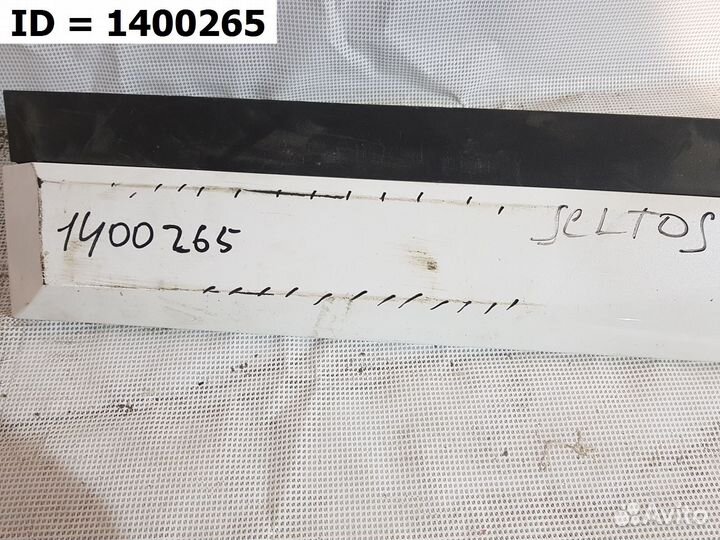 ID = 1400265
1400265
SELTOS
Avito